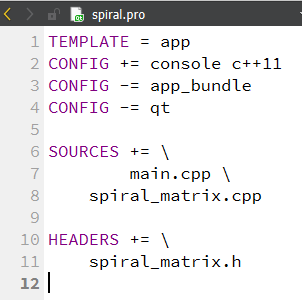 spiral.pro
1 TEMPLATE = app
2 CONFIG += console c++11
3 CONFIG -= app_bundle
4 CONFIG -= qt
5
6 SOURCES += \
7         main.cpp \
8     spiral_matrix.cpp
9
10 HEADERS += \
11     spiral_matrix.h
12